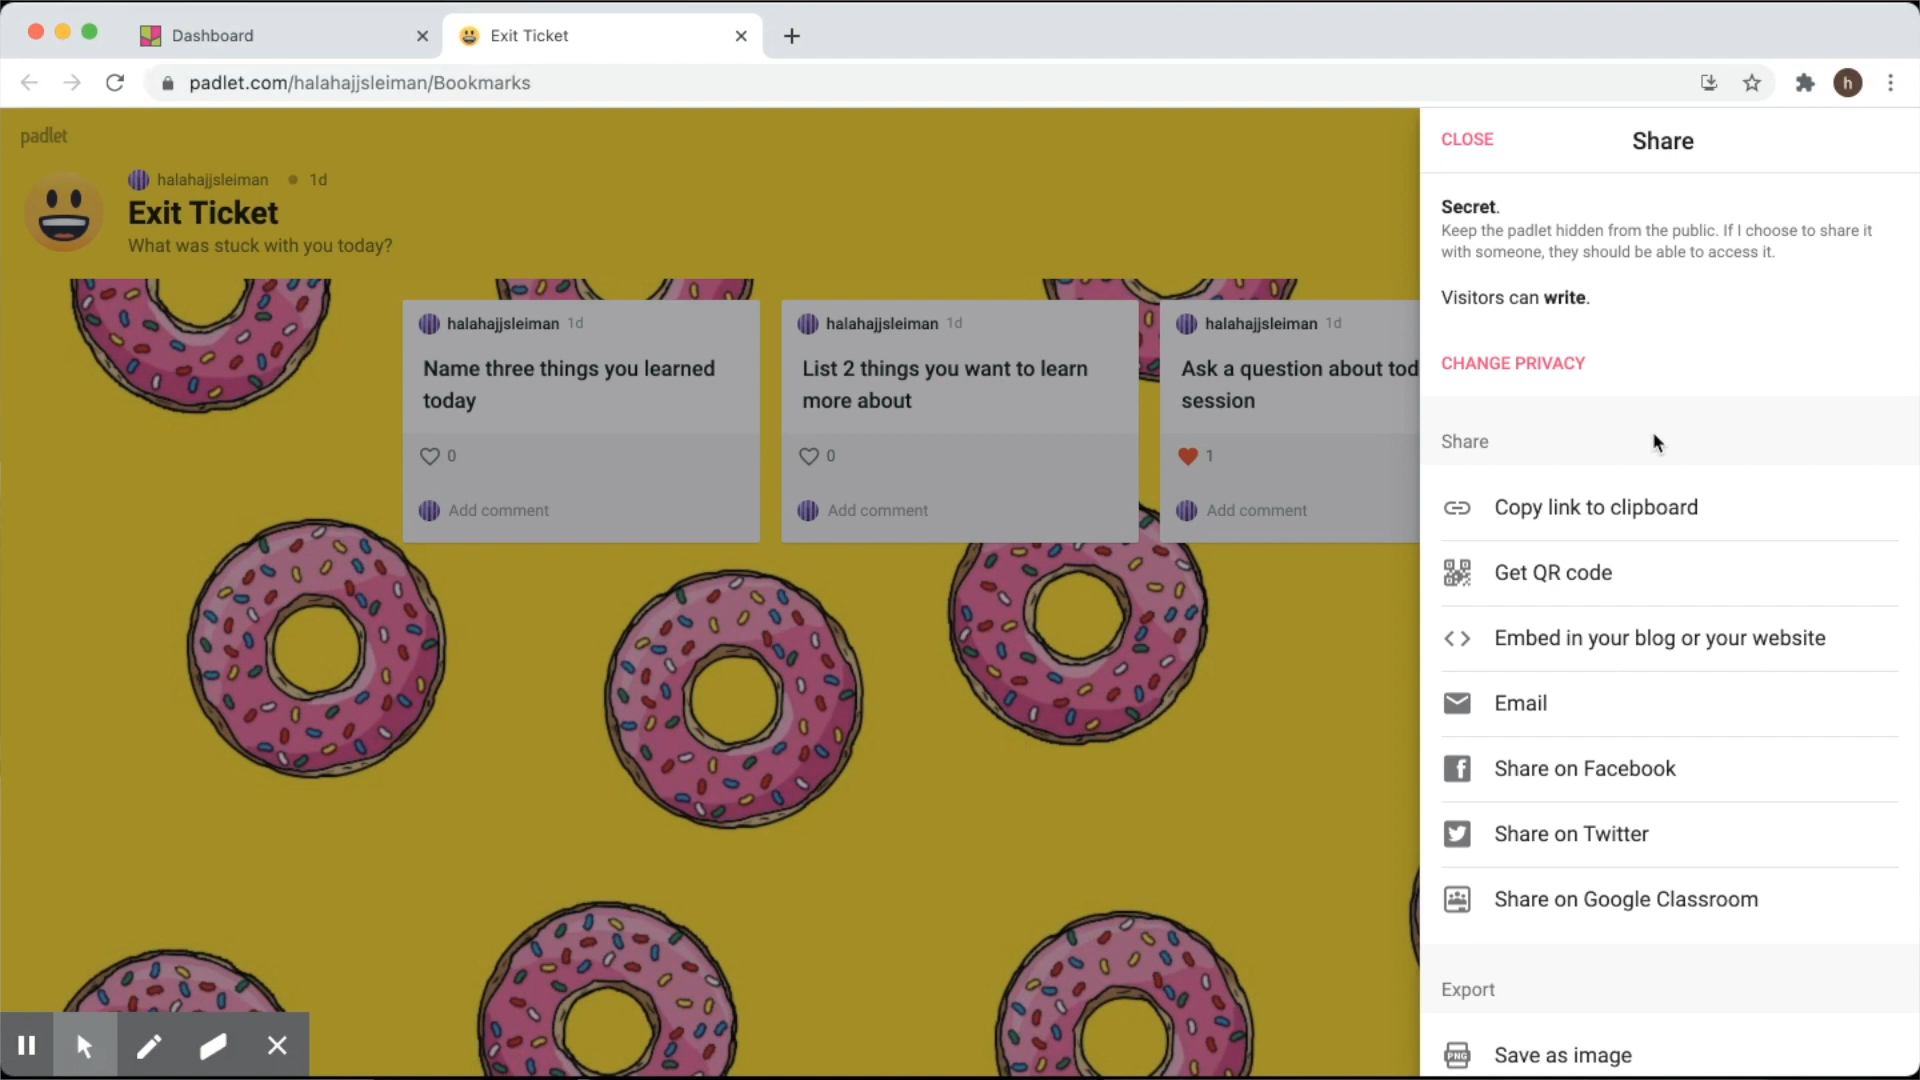 Dashboard
Exit Ticket
padlet.com/halahajjsleiman/Bookmarks
h
padlet
halahajjsleiman 1d
Exit Ticket
What was stuck with you today?
halahajjsleiman 1d
Name three things you learned
today
0
Add comment
halahajjsleiman 1d
List 2 things you want to learn
more about
0
Add comment
halahajjsleiman 1d
Ask a question about tod
session
1
Add comment
CLOSE
Share
Secret.
Keep the padlet hidden from the public. If I choose to share it
with someone, they should be able to access it.
Visitors can write.
CHANGE PRIVACY
Share
Copy link to clipboard
Get QR code
Embed in your blog or your website
Email
Share on Facebook
Share on Twitter
Share on Google Classroom
Export
PNG
Save as image